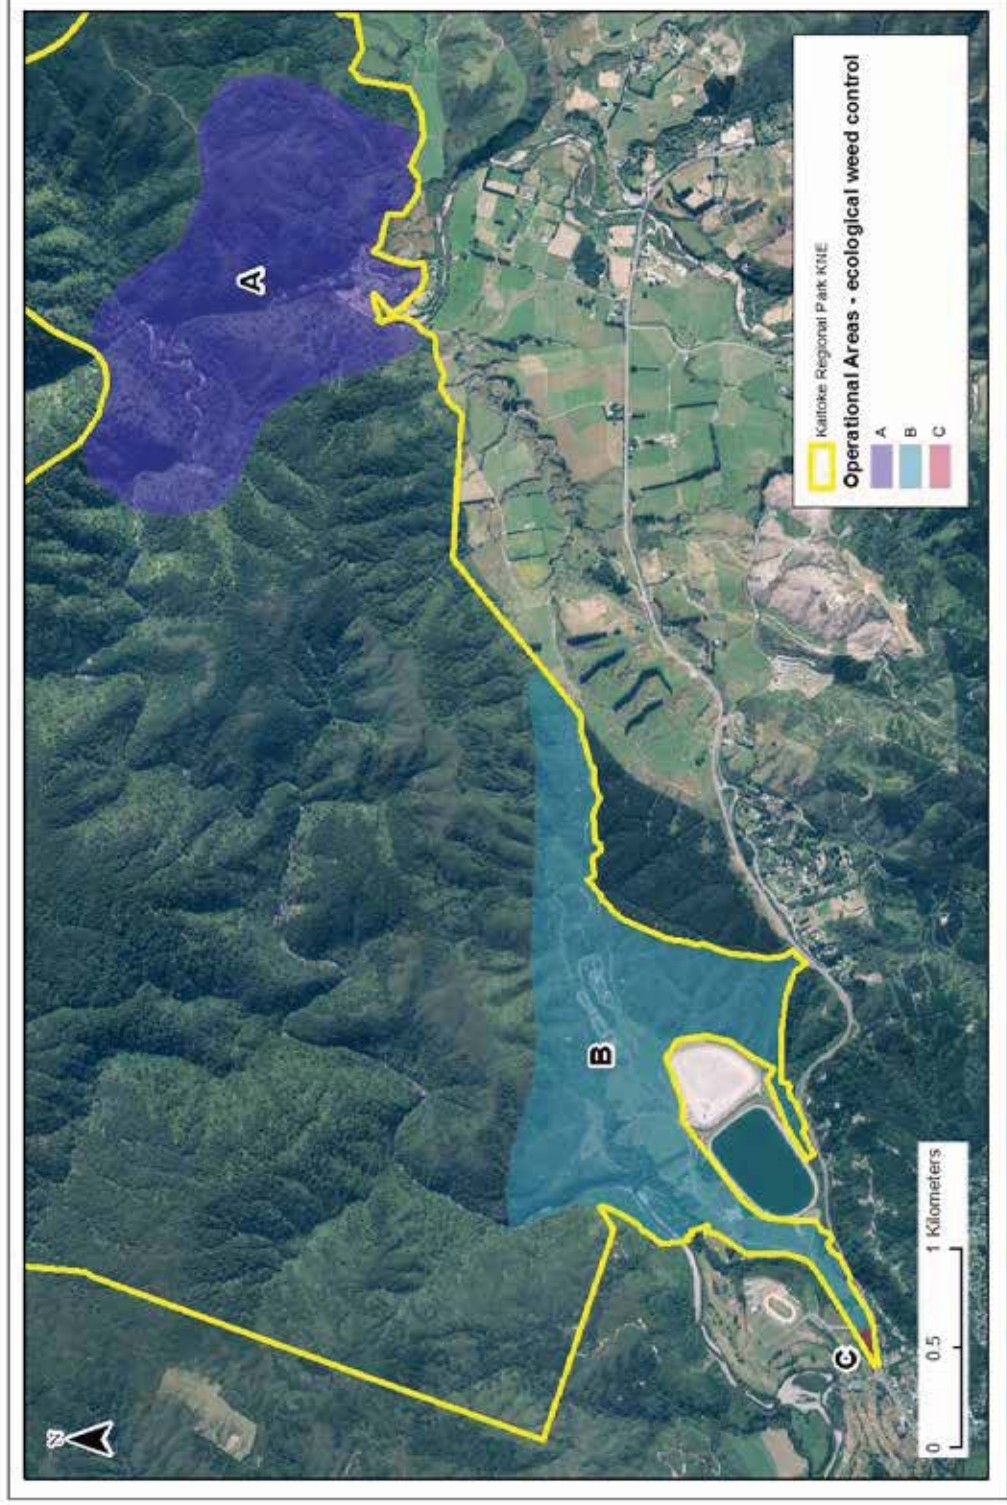 A
B
C
N
0 0.5 1 Kilometers
Kaitoke Regional Park KNE
Operational Areas - ecological weed control
A
B
C